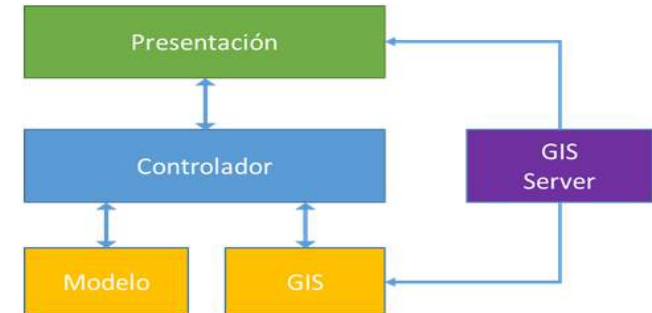 Presentación
Controlador
GIS
Server
Modelo
GIS